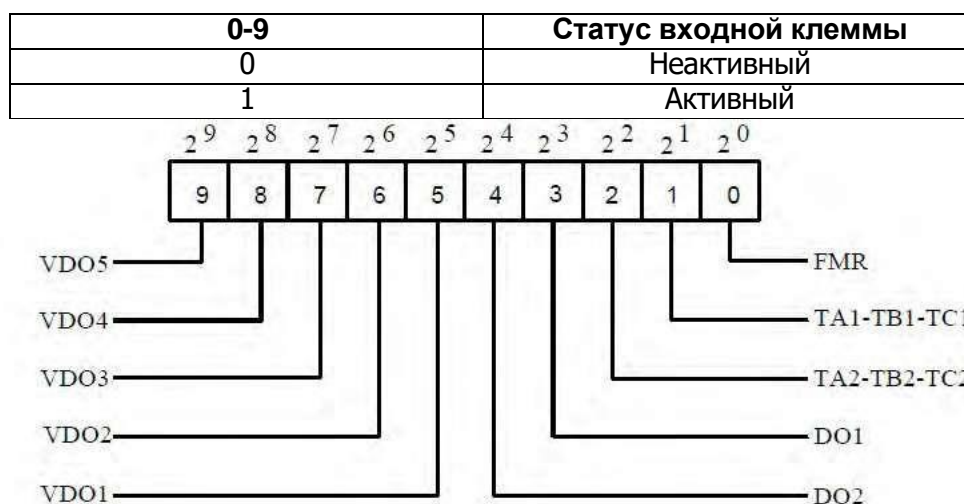 0-9 Статус входной клеммы
0 Неактивный
1 Активный
2^9 2^8 2^7 2^6 2^5 2^4 2^3 2^2 2^1 2^0
9 8 7 6 5 4 3 2 1 0
VDO5 FMR
VDO4 TA1-TB1-TC1
VDO3 TA2-TB2-TC2
VDO2 DO1
VDO1 DO2